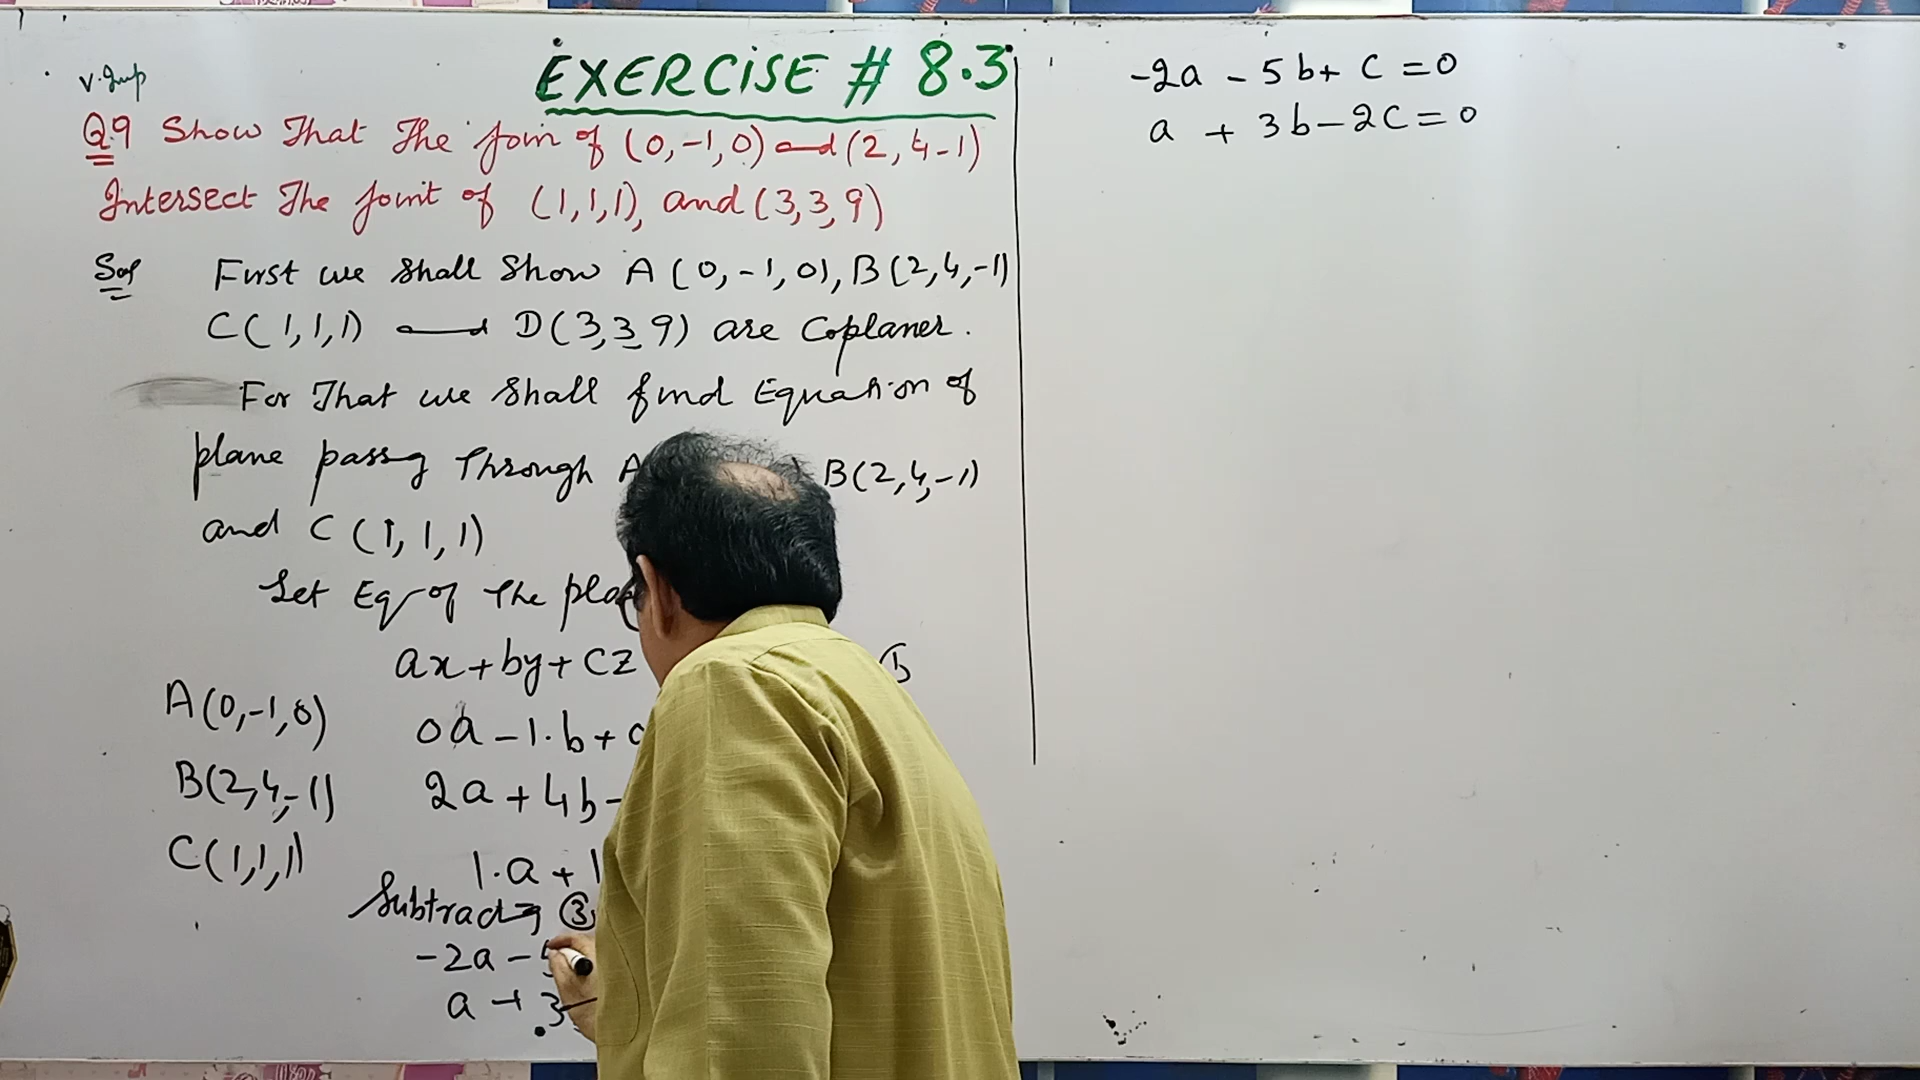 EXERCISE # 8.3
V.Imp
Q.9 Show That The join of (0,-1,0) and (2,4-1)
Intersect The joint of (1,1,1), and (3,3,9)
Sol First we shall show A(0,-1,0), B(2,4,-1)
C(1,1,1) and D(3,3,9) are Coplaner.
For That we shall find Equation of
plane passg Through A B(2,4,-1)
and C(1,1,1)
Let Eq of The pla
ax+by+cz
A(0,-1,0) 0a-1.b+
B(2,4,-1) 2a+4b-
C(1,1,1) 1.a+1
Subtractg ③
-2a-5
a+3
-2a-5b+c=0
a+3b-2c=0